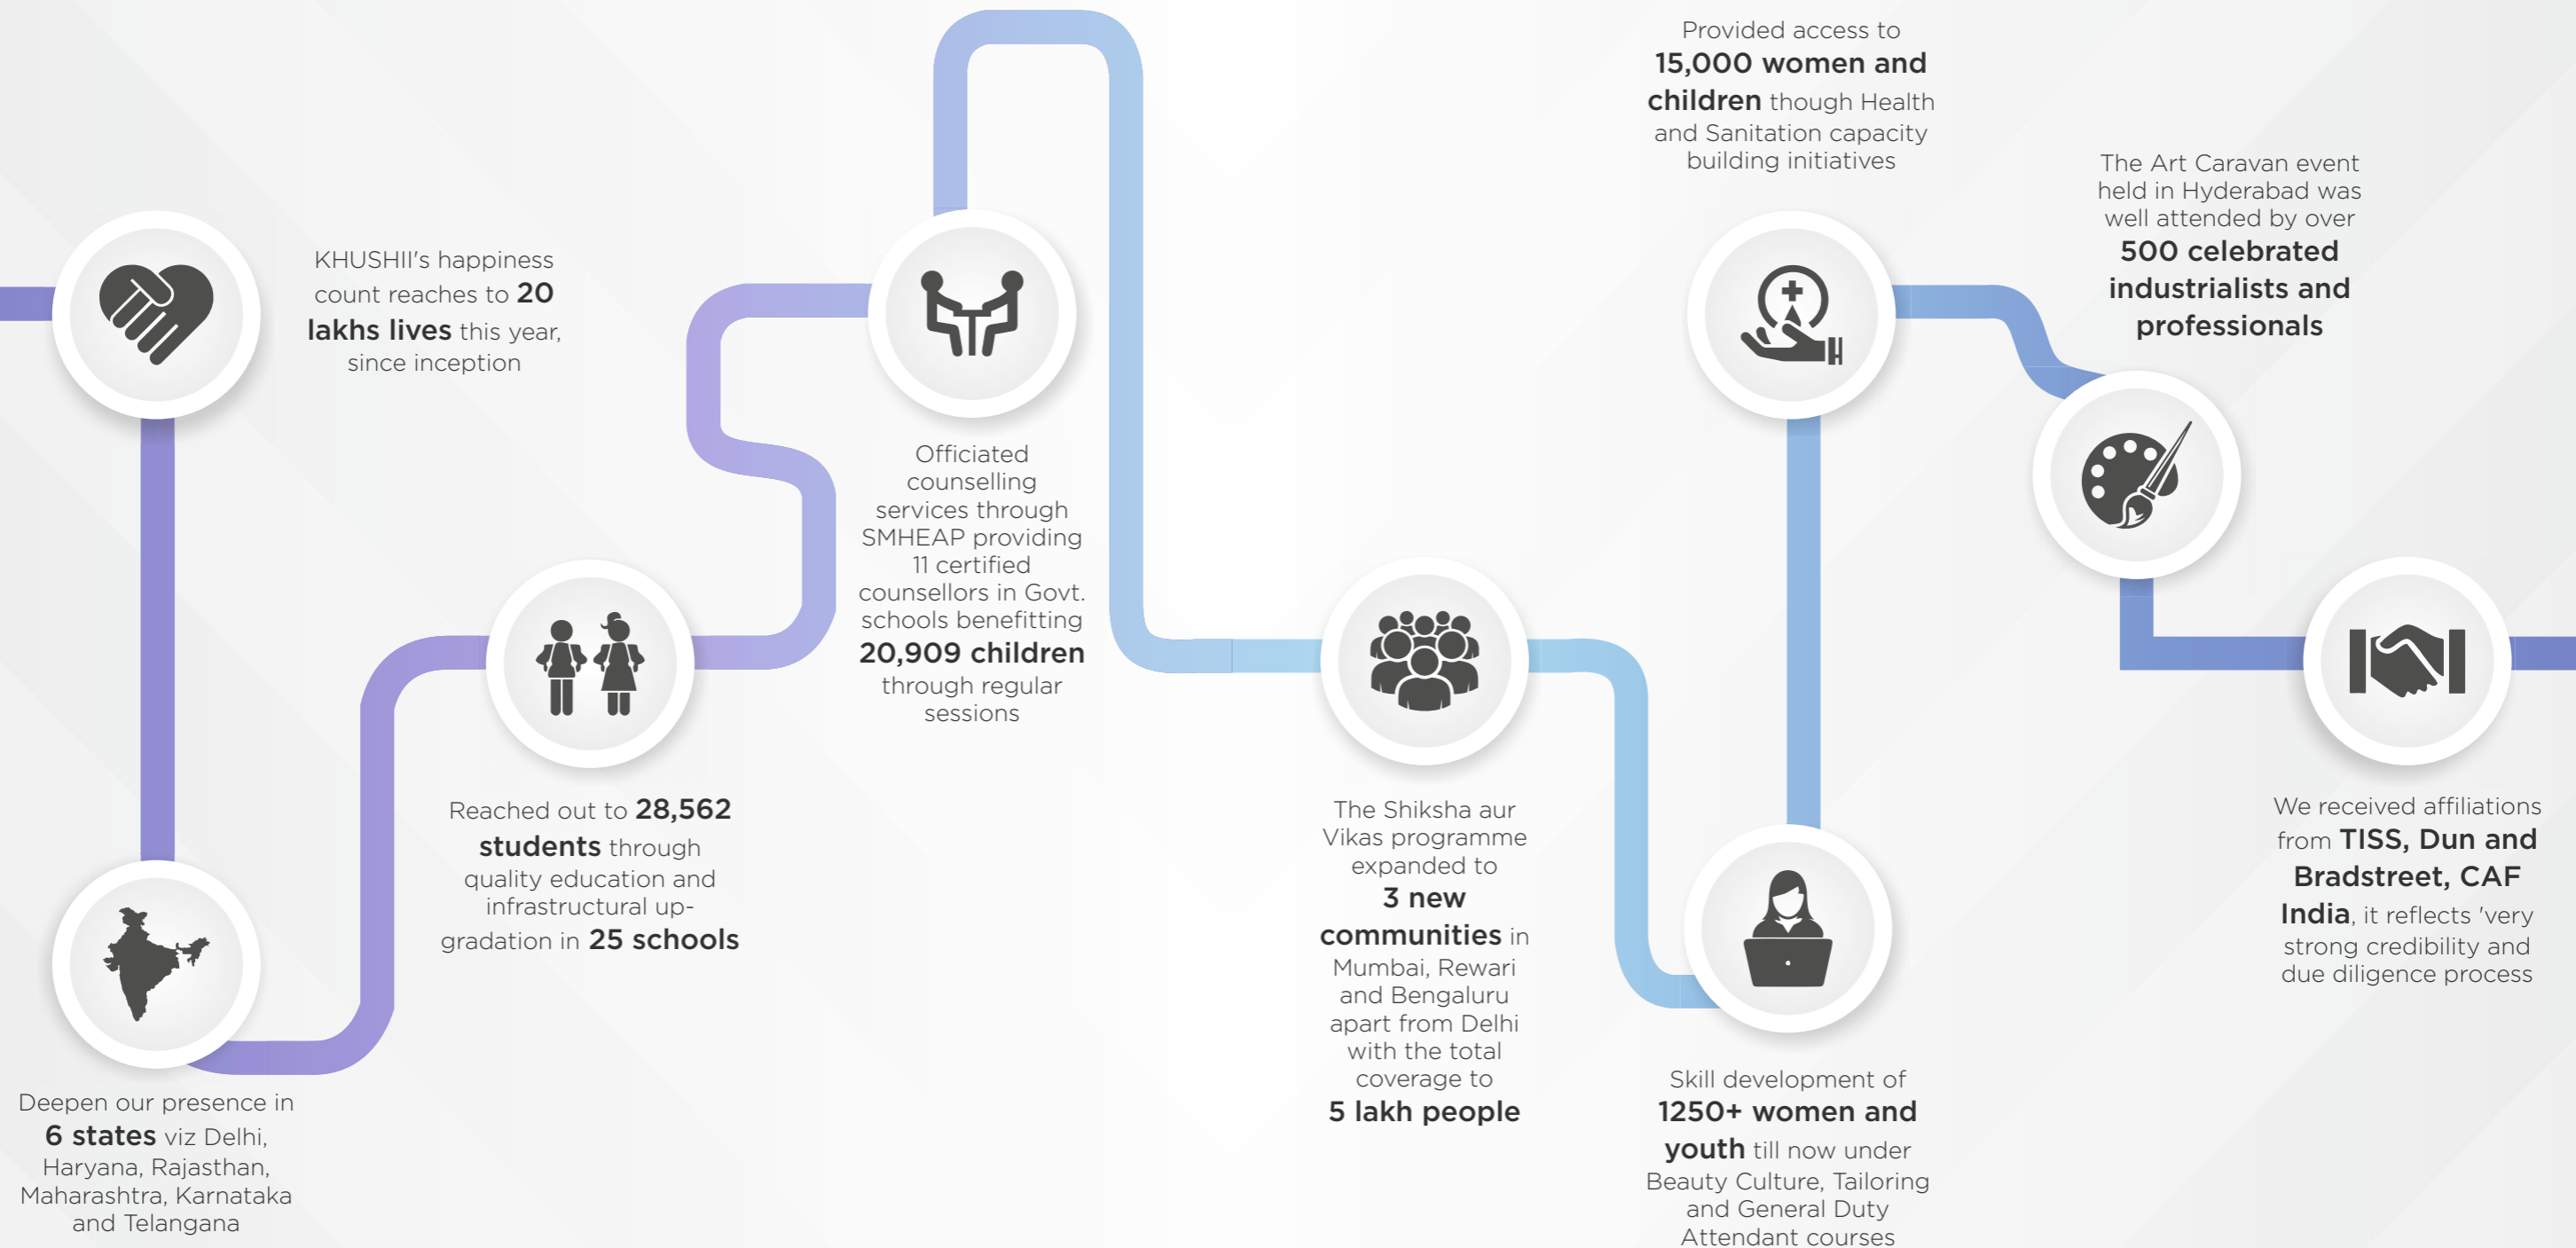 KHUSHII's happiness
count reaches to 20
lakhs lives this year,
since inception
Deepen our presence in
6 states viz Delhi,
Haryana, Rajasthan,
Maharashtra, Karnataka
and Telangana
Reached out to 28,562
students through
quality education and
infrastructural up-
gradation in 25 schools
Officiated
counselling
services through
SMHEAP providing
11 certified
counsellors in Govt.
schools benefitting
20,909 children
through regular
sessions
The Shiksha aur
Vikas programme
expanded to
3 new
communities in
Mumbai, Rewari
and Bengaluru
apart from Delhi
with the total
coverage to
5 lakh people
Skill development of
1250+ women and
youth till now under
Beauty Culture, Tailoring
and General Duty
Attendant courses
Provided access to
15,000 women and
children though Health
and Sanitation capacity
building initiatives
The Art Caravan event
held in Hyderabad was
well attended by over
500 celebrated
industrialists and
professionals
We received affiliations
from TISS, Dun and
Bradstreet, CAF
India, it reflects 'very
strong credibility and
due diligence process